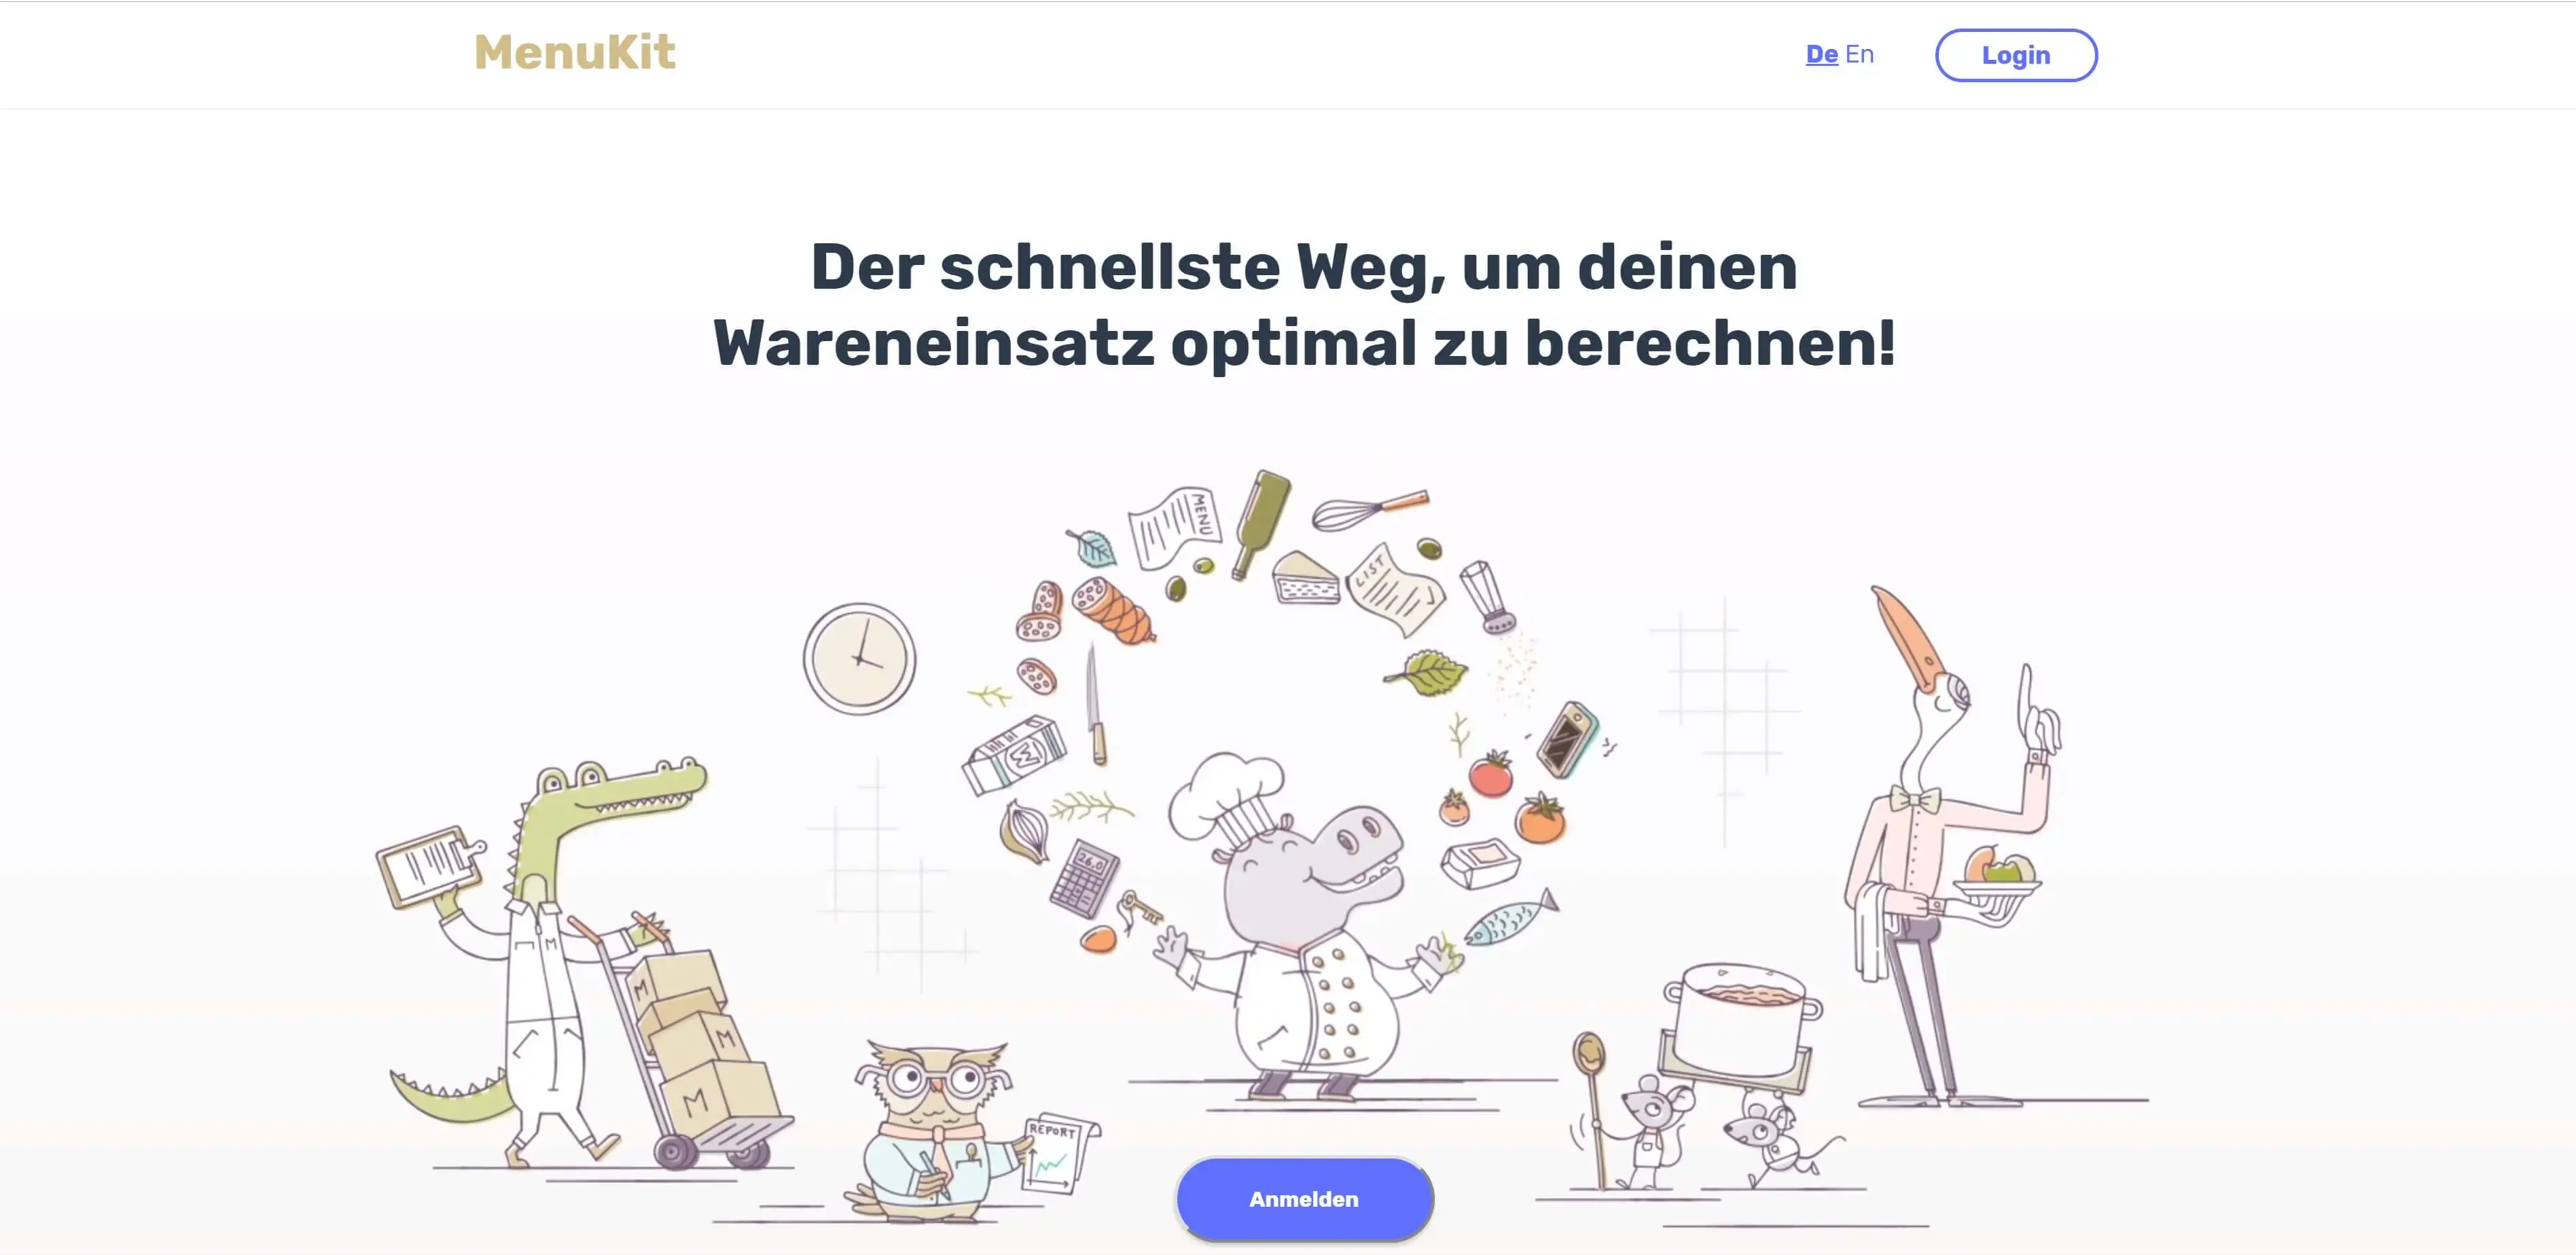 MenuKit
De En
Login
Der schnellste Weg, um deinen
Wareneinsatz optimal zu berechnen!
MENU
LIST
M
26.0
M
M
M
M
REPORT
Anmelden